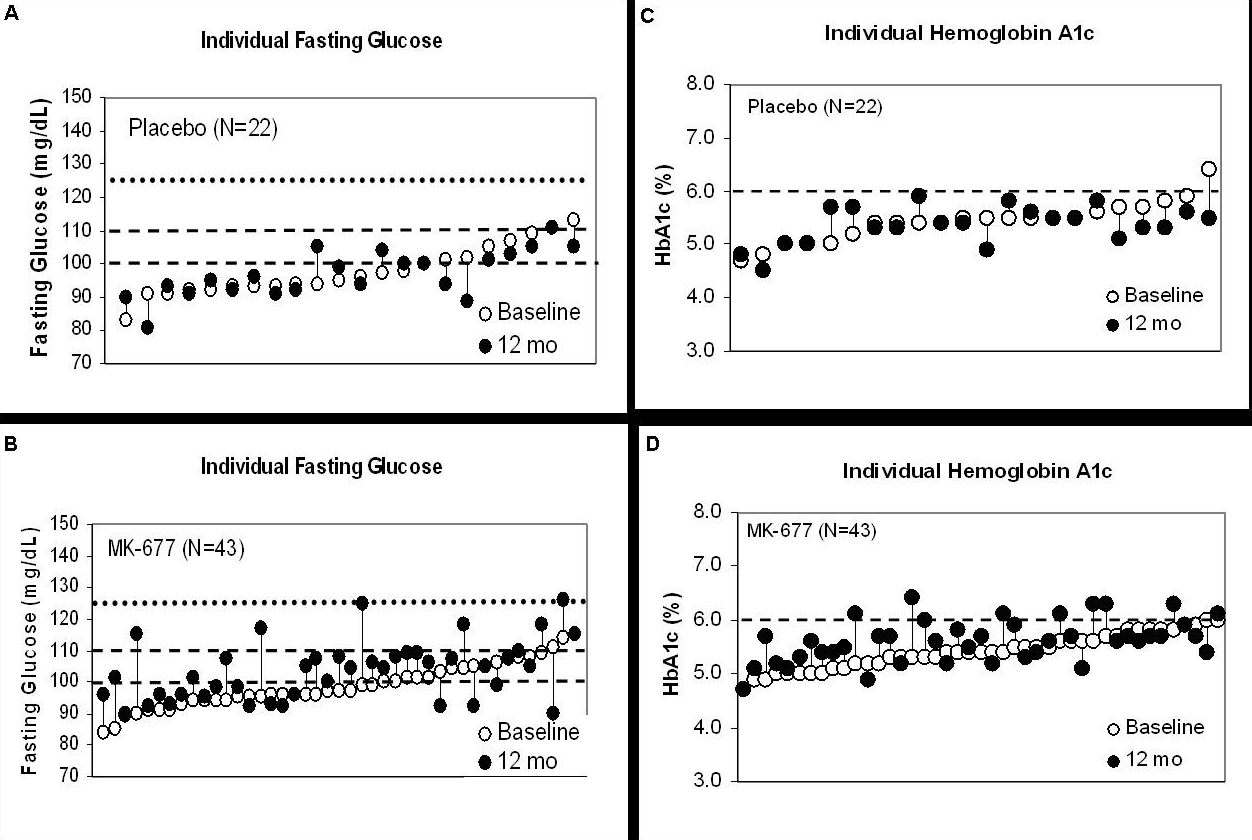 A
Individual Fasting Glucose
Fasting Glucose (mg/dL)
150
140
130
120
110
100
90
80
70
Placebo (N=22)
Baseline
12 mo
C
Individual Hemoglobin A1c
HbA1c (%)
8.0
7.0
6.0
5.0
4.0
3.0
Placebo (N=22)
Baseline
12 mo
B
Individual Fasting Glucose
Fasting Glucose (mg/dL)
150
140
130
120
110
100
90
80
70
MK-677 (N=43)
Baseline
12 mo
D
Individual Hemoglobin A1c
HbA1c (%)
8.0
7.0
6.0
5.0
4.0
3.0
MK-677 (N=43)
Baseline
12 mo